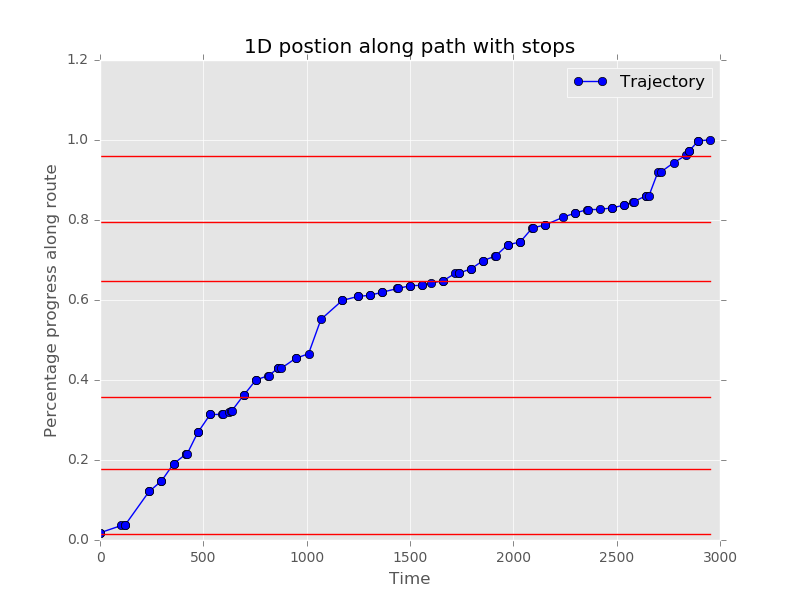 1D postion along path with stops
Trajectory
Percentage progress along route
1.2
1.0
0.8
0.6
0.4
0.2
0.0
0 500 1000 1500 2000 2500 3000
Time